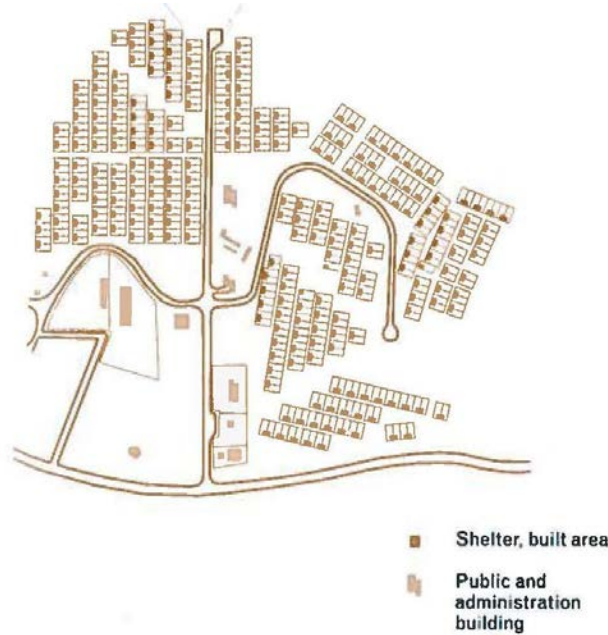 Shelter, built area
Public and
administration
building